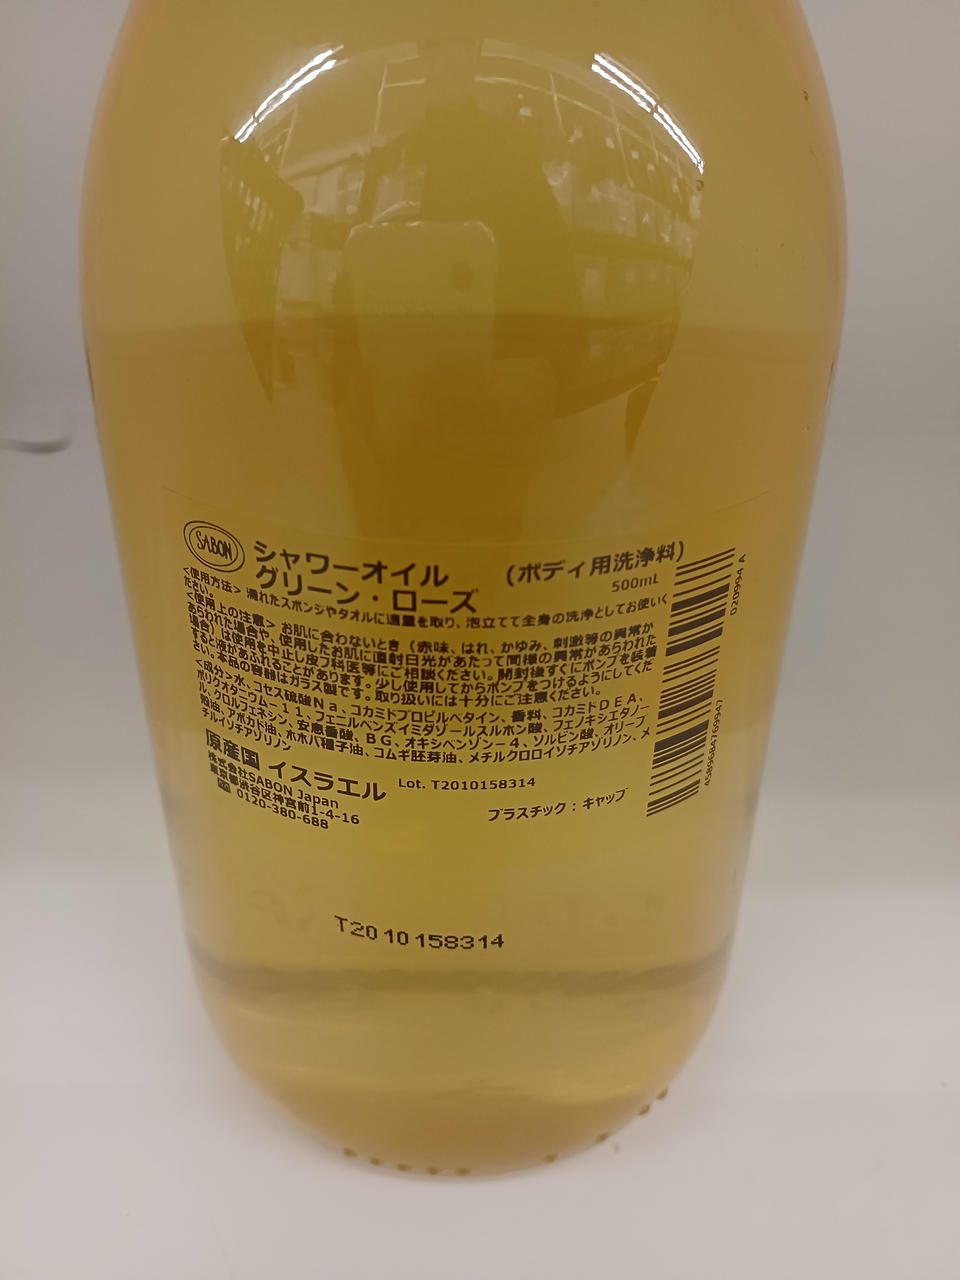 SABON
シャワーオイル (ボディ用洗浄料)
グリーン・ローズ 500mL
<使用方法> 濡れたスポンジやタオルに適量を取り、泡立てて全身の洗浄としてお使いく
ださい。
<使用上の注意> お肌に合わないとき(赤味、はれ、かゆみ、刺激等の異常が
あらわれた場合や、使用したお肌に直射日光があたって同様の異常があらわれた
場合)は使用を中止し皮フ科医等にご相談ください。開封後すぐにポンプを装着
すると液があふれることがあります。少し使用してからポンプをつけるようにしてくだ
さい。本品の容器はガラス製です。取り扱いには十分にご注意ください。
<成分>水、コセス硫酸Na、コカミドプロピルベタイン、香料、コカミドDEA、
ポリクオタニウム-11、フェニルベンズイミダゾールスルホン酸、フェノキシエタノー
ル、クロルフェネシン、安息香酸、BG、オキシベンゾン-4、ソルビン酸、オリーブ
油、アボカド油、ホホバ種子油、コムギ胚芽油、メチルクロロイソチアゾリノン、メ
チルイソチアゾリノン
原産国 イスラエル
Lot. T2010158314
株式会社SABON Japan
東京都渋谷区神宮前1-4-16
0120-380-688
プラスチック:キャップ
020994 A
4589684769947
T2010158314